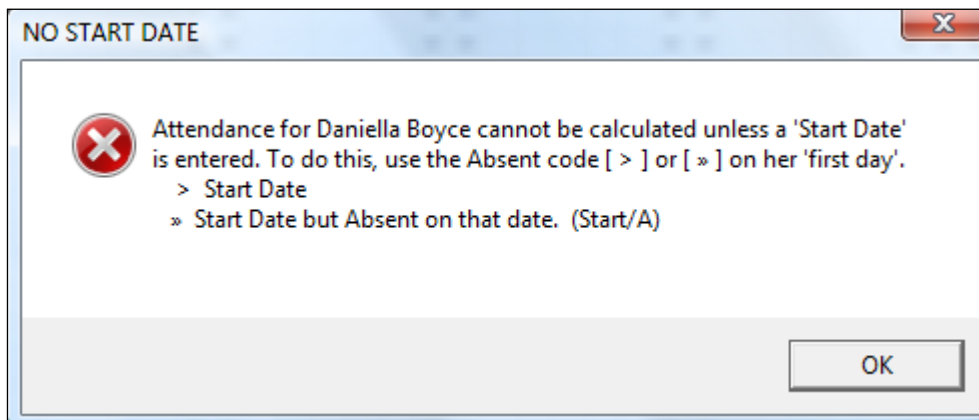 NO START DATE
Attendance for Daniella Boyce cannot be calculated unless a 'Start Date'
is entered. To do this, use the Absent code [ > ] or [ » ] on her 'first day'.
> Start Date
» Start Date but Absent on that date. (Start/A)
OK